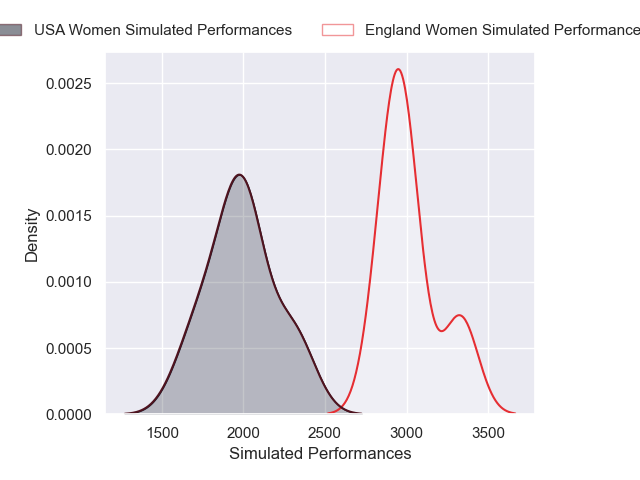 USA Women Simulated Performances England Women Simulated Performance
0.0025
0.0020
0.0015
0.0010
0.0005
0.0000
Density
1500 2000 2500 3000 3500
Simulated Performances